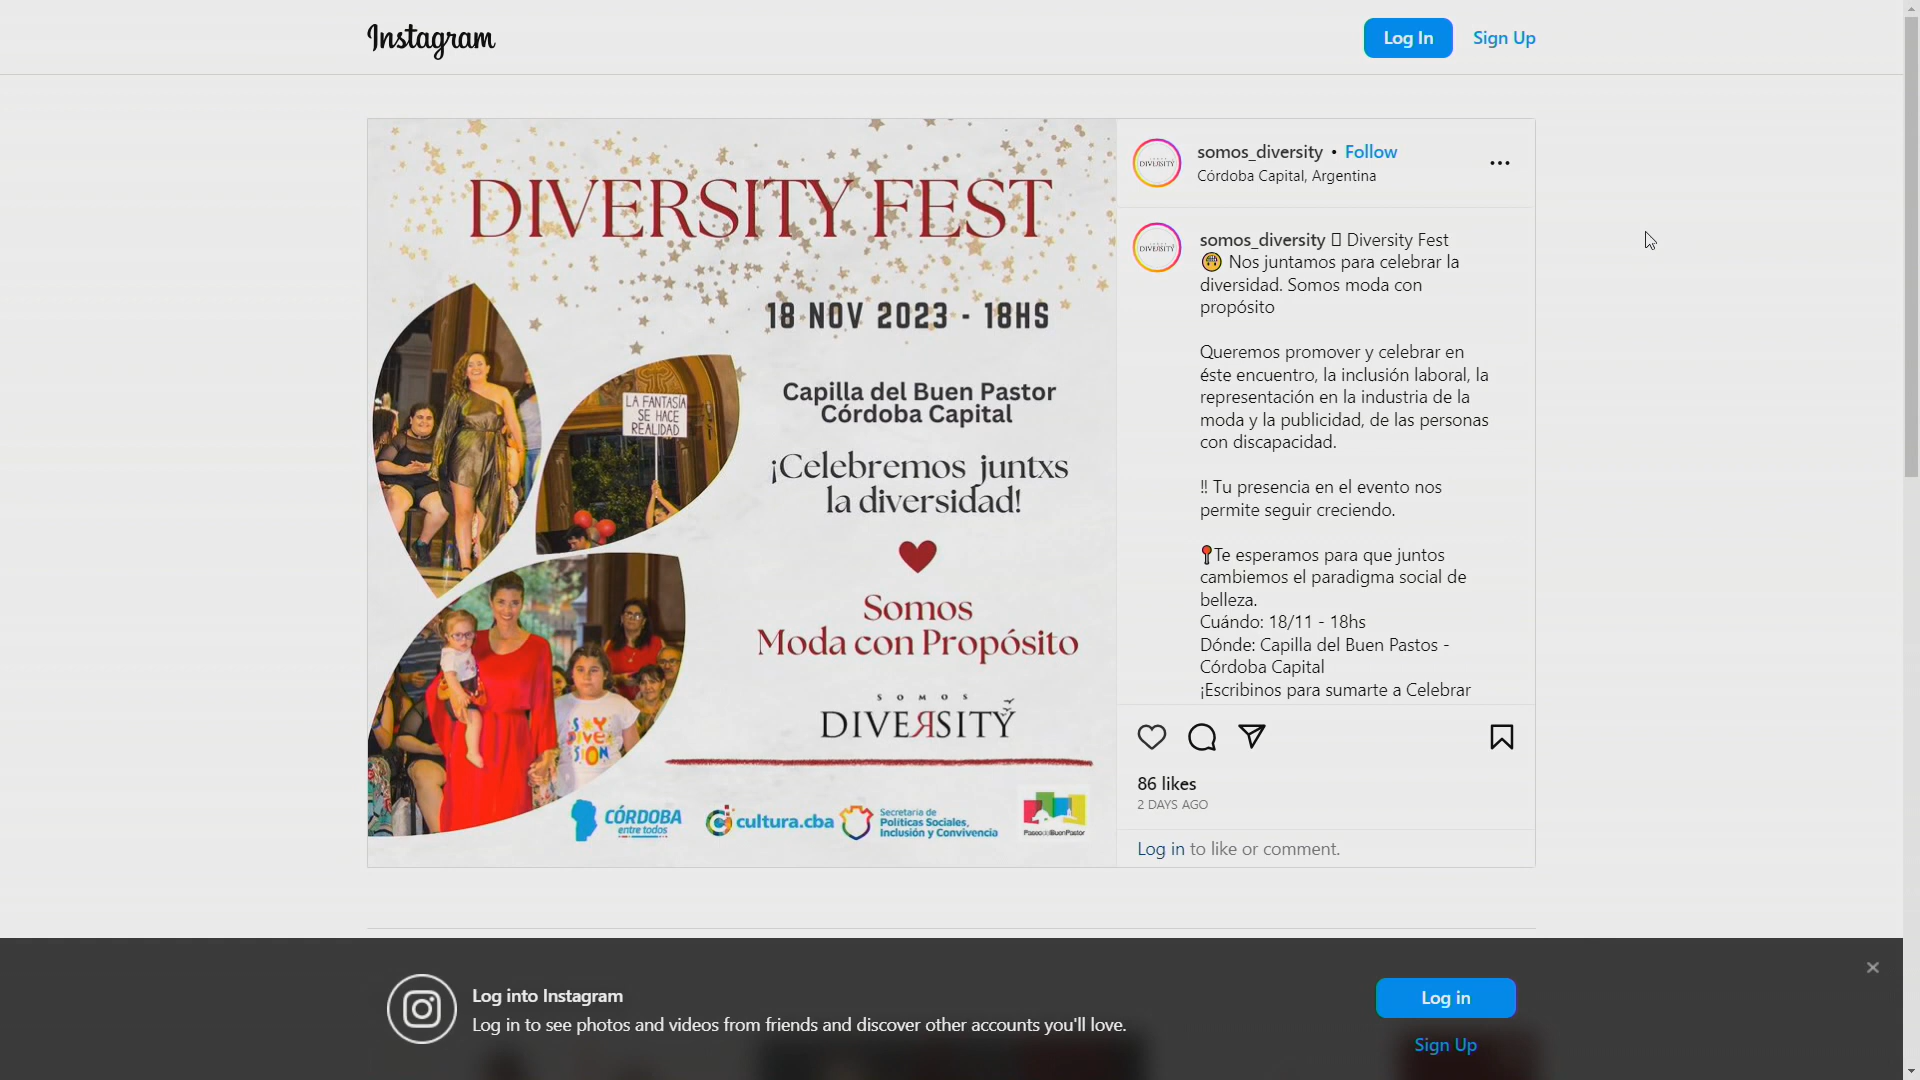 Instagram
Log In
Sign Up
DIVERSITY FEST
18 NOV 2023 - 18HS
Capilla del Buen Pastor
Córdoba Capital
¡Celebremos juntxs
la diversidad!
LA FANTASÍA
SE HACE
REALIDAD
Somos
Moda con Propósito
SOMOS
DIVERSITY
SOY
DIVE
RSIÓN
CÓRDOBA
entre todos
cultura.cba
Secretaría de
Políticas Sociales,
Inclusión y Convivencia
PaseodelBuenPastor
DIVERSITY
somos_diversity • Follow
Córdoba Capital, Argentina
DIVERSITY
somos_diversity Diversity Fest
Nos juntamos para celebrar la
diversidad. Somos moda con
propósito
Queremos promover y celebrar en
éste encuentro, la inclusión laboral, la
representación en la industria de la
moda y la publicidad, de las personas
con discapacidad.
‼ Tu presencia en el evento nos
permite seguir creciendo.
Te esperamos para que juntos
cambiemos el paradigma social de
belleza.
Cuándo: 18/11 - 18hs
Dónde: Capilla del Buen Pastos -
Córdoba Capital
¡Escribinos para sumarte a Celebrar
86 likes
2 DAYS AGO
Log in to like or comment.
Log into Instagram
Log in to see photos and videos from friends and discover other accounts you'll love.
Log in
Sign Up